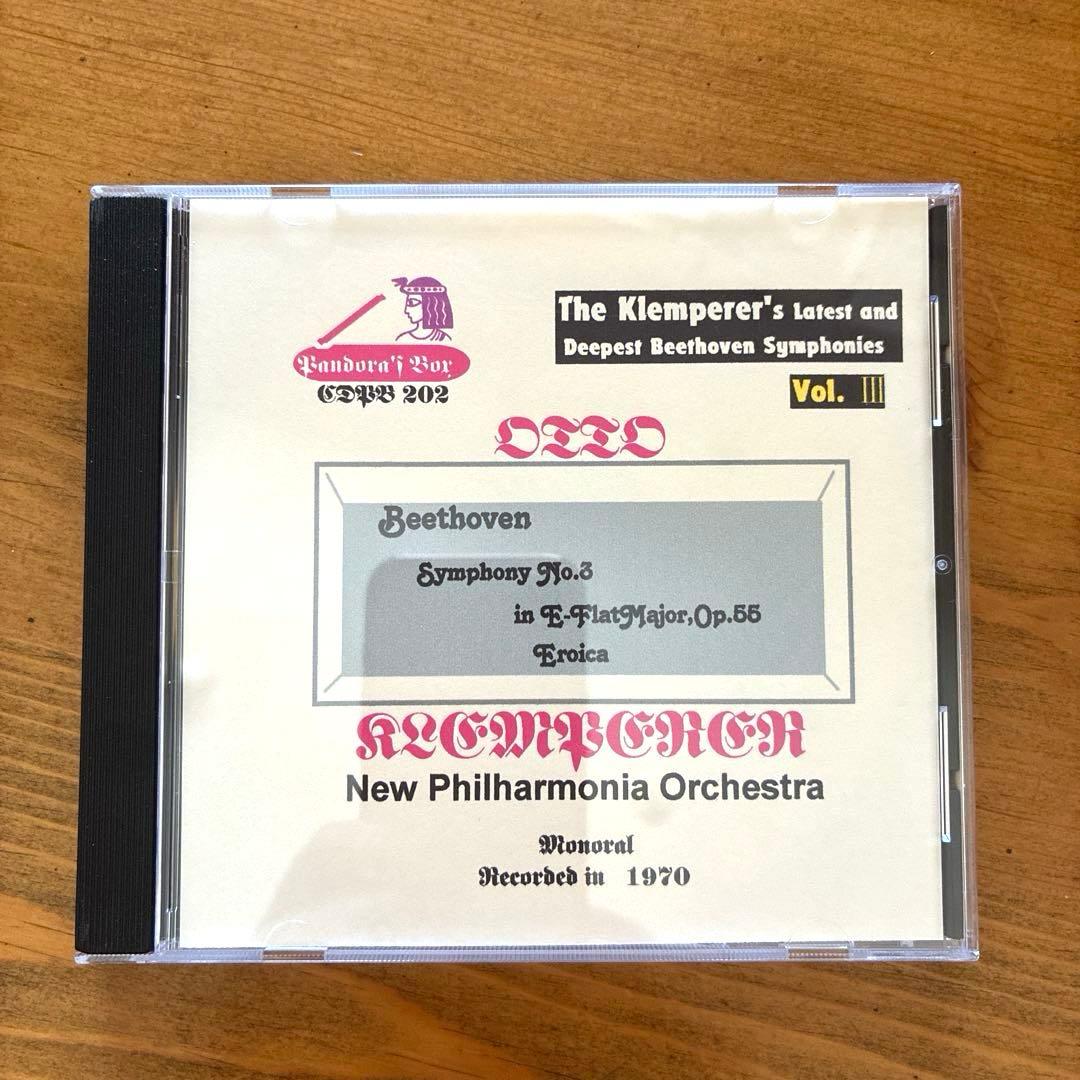 Pandora's Box
CDPB 202
The Klemperer's Latest and
Deepest Beethoven Symphonies
Vol. III
OTTO
Beethoven
Symphony No.3
in E-FlatMajor,Op.55
Eroica
KLEMPERER
New Philharmonia Orchestra
Monoral
Recorded in 1970